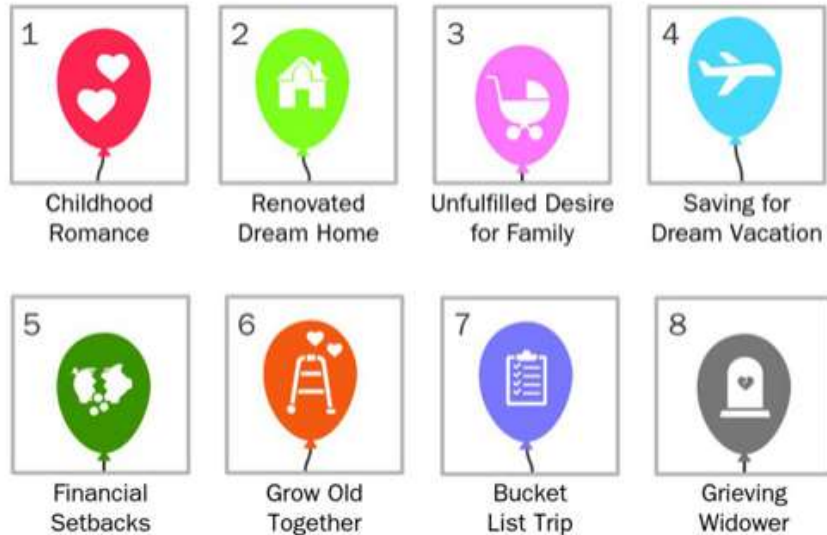 1
2
3
4
Childhood
Romance
Renovated
Dream Home
Unfulfilled Desire
for Family
Saving for
Dream Vacation
5
6
7
8
Financial
Setbacks
Grow Old
Together
Bucket
List Trip
Grieving
Widower